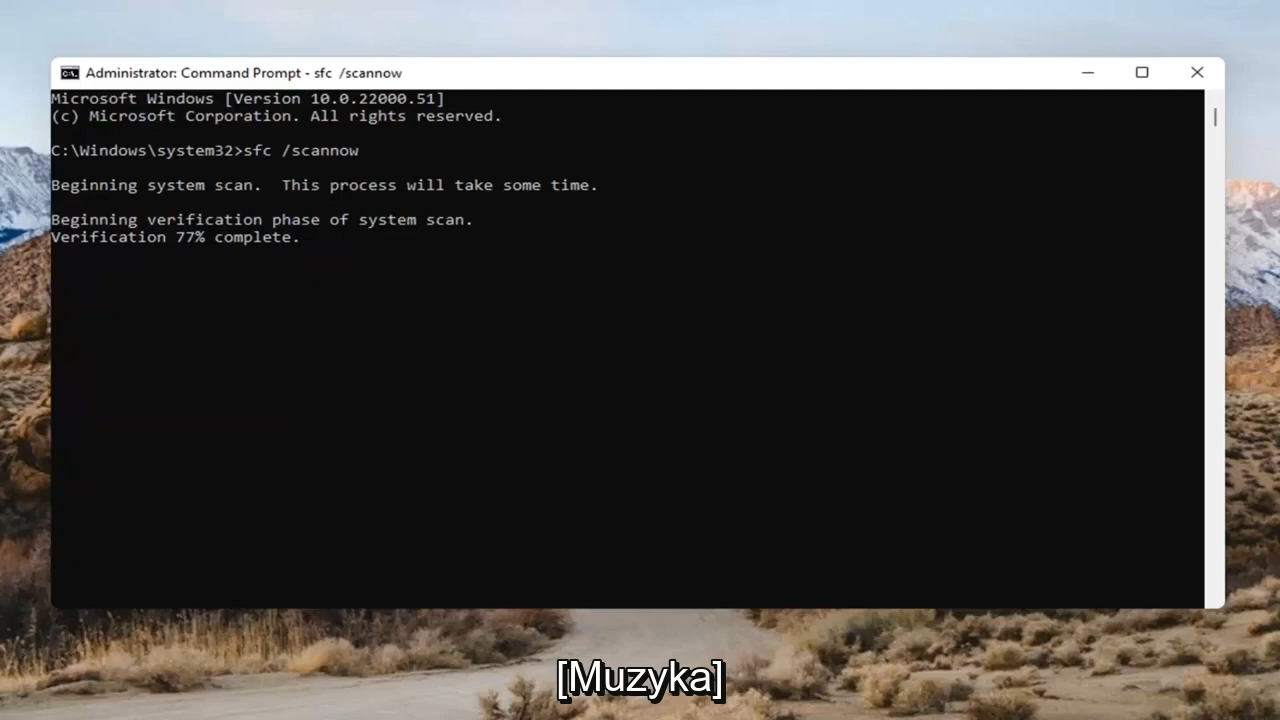 Administrator: Command Prompt - sfc  /scannow
Microsoft Windows [Version 10.0.22000.51]
(c) Microsoft Corporation. All rights reserved.
C:\Windows\system32>sfc /scannow
Beginning system scan.  This process will take some time.
Beginning verification phase of system scan.
Verification 77% complete.
[Muzyka]